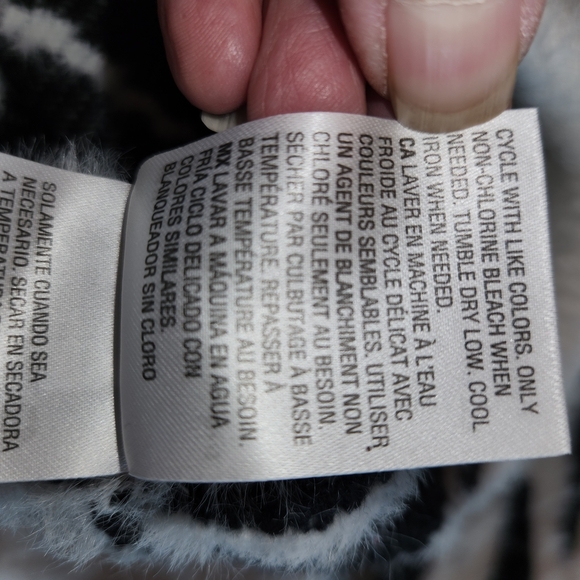 CYCLE WITH LIKE COLORS. ONLY
NON-CHLORINE BLEACH WHEN
NEEDED. TUMBLE DRY LOW. COOL
IRON WHEN NEEDED.
CA LAVER EN MACHINE À L'EAU
FROIDE AU CYCLE DÉLICAT AVEC
COULEURS SEMBLABLES. UTILISER
UN AGENT DE BLANCHIMENT NON
CHLORÉ SEULEMENT AU BESOIN.
SÉCHER PAR CULBUTAGE À BASSE
TEMPÉRATURE. REPASSER À
BASSE TEMPÉRATURE AU BESOIN.
MX LAVAR A MÁQUINA EN AGUA
FRÍA CICLO DELICADO CON
COLORES SIMILARES.
BLANQUEADOR SIN CLORO
SOLAMENTE CUANDO SEA
NECESARIO. SECAR EN SECADORA
A